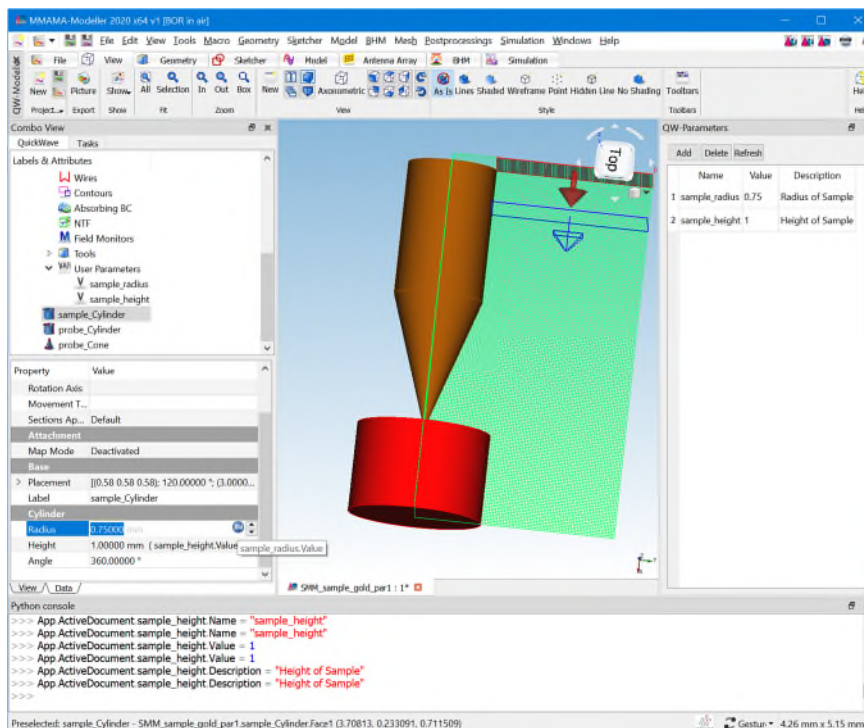 MMAMA-Modeller 2020 x64 v1 [BOR in air]
File Edit View Tools Macro Geometry Sketcher Model BHM Mesh Postprocessings Simulation Windows Help
QW-Modeller
File View Geometry Sketcher Model Antenna Array BHM Simulation
New Picture Show All Selection In Out Box New Axonometric As Is Lines Shaded Wireframe Point Hidden Line No Shading Toolbars
Project... Export Show Fit Zoom View Style Toolbars
Combo View
QuickWave Tasks
Labels & Attributes
Wires
Contours
Absorbing BC
NTF
M Field Monitors
Tools
VAR User Parameters
V sample_radius
V sample_height
sample_Cylinder
probe_Cylinder
probe_Cone
Property Value
Rotation Axis
Movement T...
Sections Ap... Default
Attachment
Map Mode Deactivated
Base
Placement [(0.58 0.58 0.58); 120.00000 °; (3.0000...
Label sample_Cylinder
Cylinder
Radius 0.75000 mm
Height 1.00000 mm ( sample_height.Value
sample_radius.Value
Angle 360.00000 °
View Data
Top
SMM_sample_gold_par1 : 1*
QW-Parameters
Add Delete Refresh
Name Value Description
1 sample_radius 0.75 Radius of Sample
2 sample_height 1 Height of Sample
Python console
>>> App.ActiveDocument.sample_height.Name = "sample_height"
>>> App.ActiveDocument.sample_height.Name = "sample_height"
>>> App.ActiveDocument.sample_height.Value = 1
>>> App.ActiveDocument.sample_height.Value = 1
>>> App.ActiveDocument.sample_height.Description = "Height of Sample"
>>> App.ActiveDocument.sample_height.Description = "Height of Sample"
>>>
Preselected: sample_Cylinder - SMM_sample_gold_par1.sample_Cylinder.Face1 (3.70813, 0.233091, 0.711509)
Gestur 4.26 mm x 5.15 mm